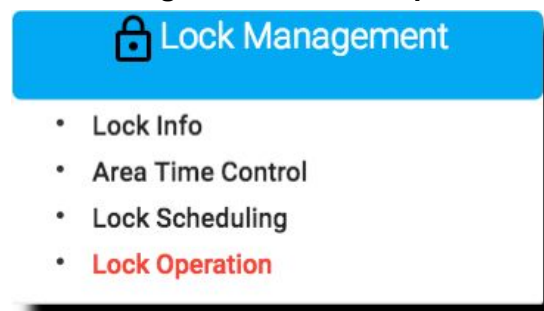 Lock Management
• Lock Info
• Area Time Control
• Lock Scheduling
• Lock Operation